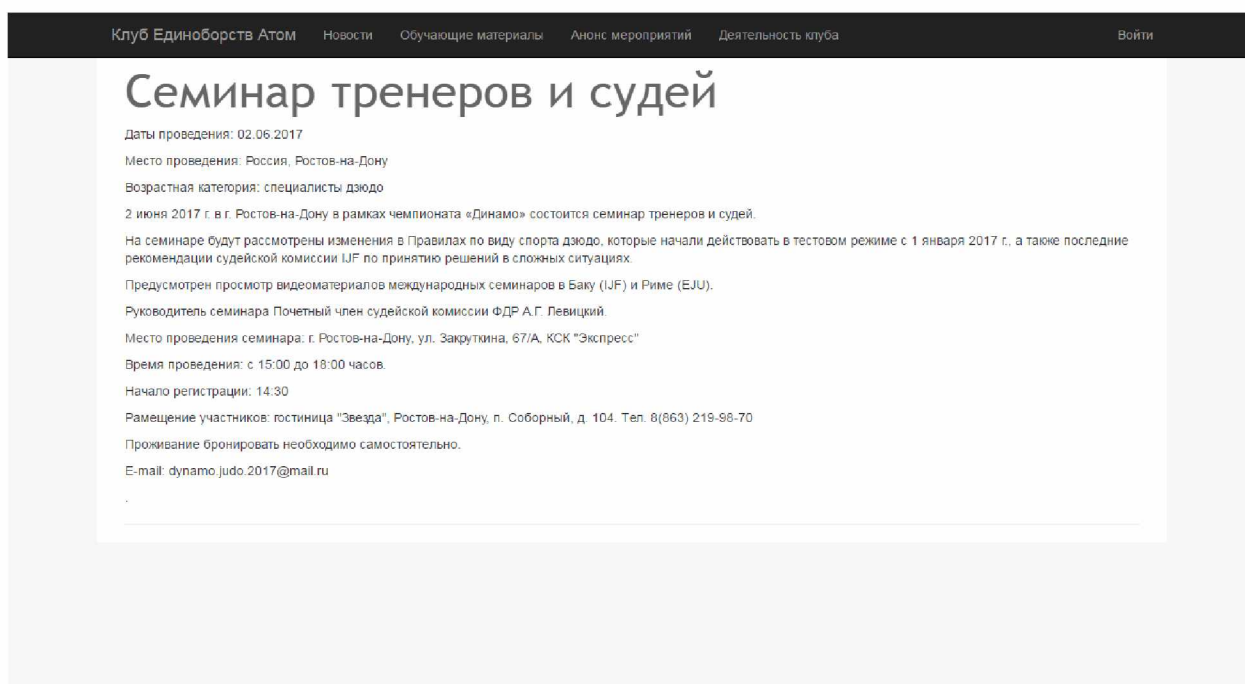 Клуб Единоборств Атом Новости Обучающие материалы Анонс мероприятий Деятельность клуба Войти
Семинар тренеров и судей
Даты проведения: 02.06.2017
Место проведения: Россия, Ростов-на-Дону
Возрастная категория: специалисты дзюдо
2 июня 2017 г. в г. Ростов-на-Дону в рамках чемпионата «Динамо» состоится семинар тренеров и судей.
На семинаре будут рассмотрены изменения в Правилах по виду спорта дзюдо, которые начали действовать в тестовом режиме с 1 января 2017 г., а также последние
рекомендации судейской комиссии IJF по принятию решений в сложных ситуациях.
Предусмотрен просмотр видеоматериалов международных семинаров в Баку (IJF) и Риме (EJU).
Руководитель семинара Почетный член судейской комиссии ФДР А.Г. Левицкий.
Место проведения семинара: г. Ростов-на-Дону, ул. Закруткина, 67/А, КСК "Экспресс"
Время проведения: с 15:00 до 18:00 часов.
Начало регистрации: 14:30
Рамещение участников: гостиница "Звезда", Ростов-на-Дону, п. Соборный, д. 104. Тел. 8(863) 219-98-70
Проживание бронировать необходимо самостоятельно.
E-mail: dynamo.judo.2017@mail.ru
.